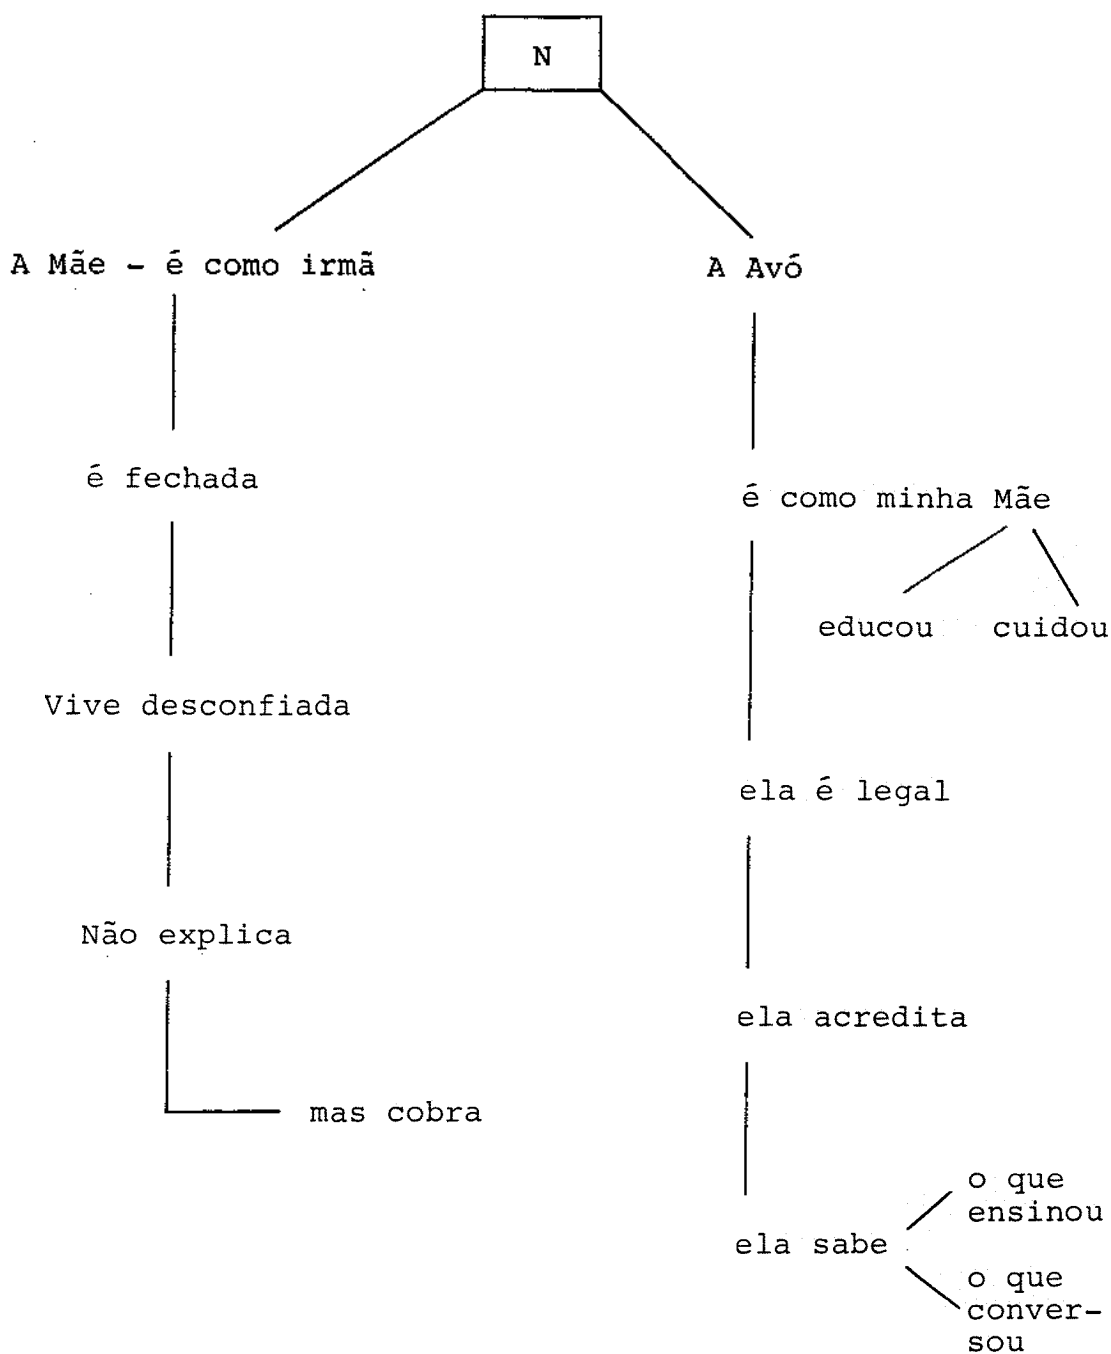 N
A Mãe - é como irmã
é fechada
Vive desconfiada
Não explica
mas cobra
A Avó
é como minha Mãe
educou cuidou
ela é legal
ela acredita
ela sabe
o que
ensinou
o que
conver-
sou